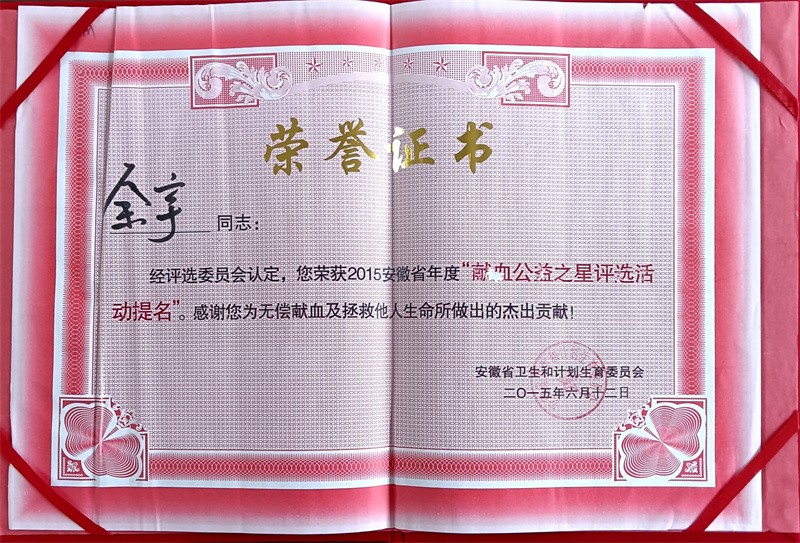 荣誉证书
余宇 同志：
经评选委员会认定，您荣获2015安徽省年度“献血公益之星评选活
动提名”。感谢您为无偿献血及拯救他人生命所做出的杰出贡献！
安徽省卫生和计划生育委员会
二〇一五年六月十二日